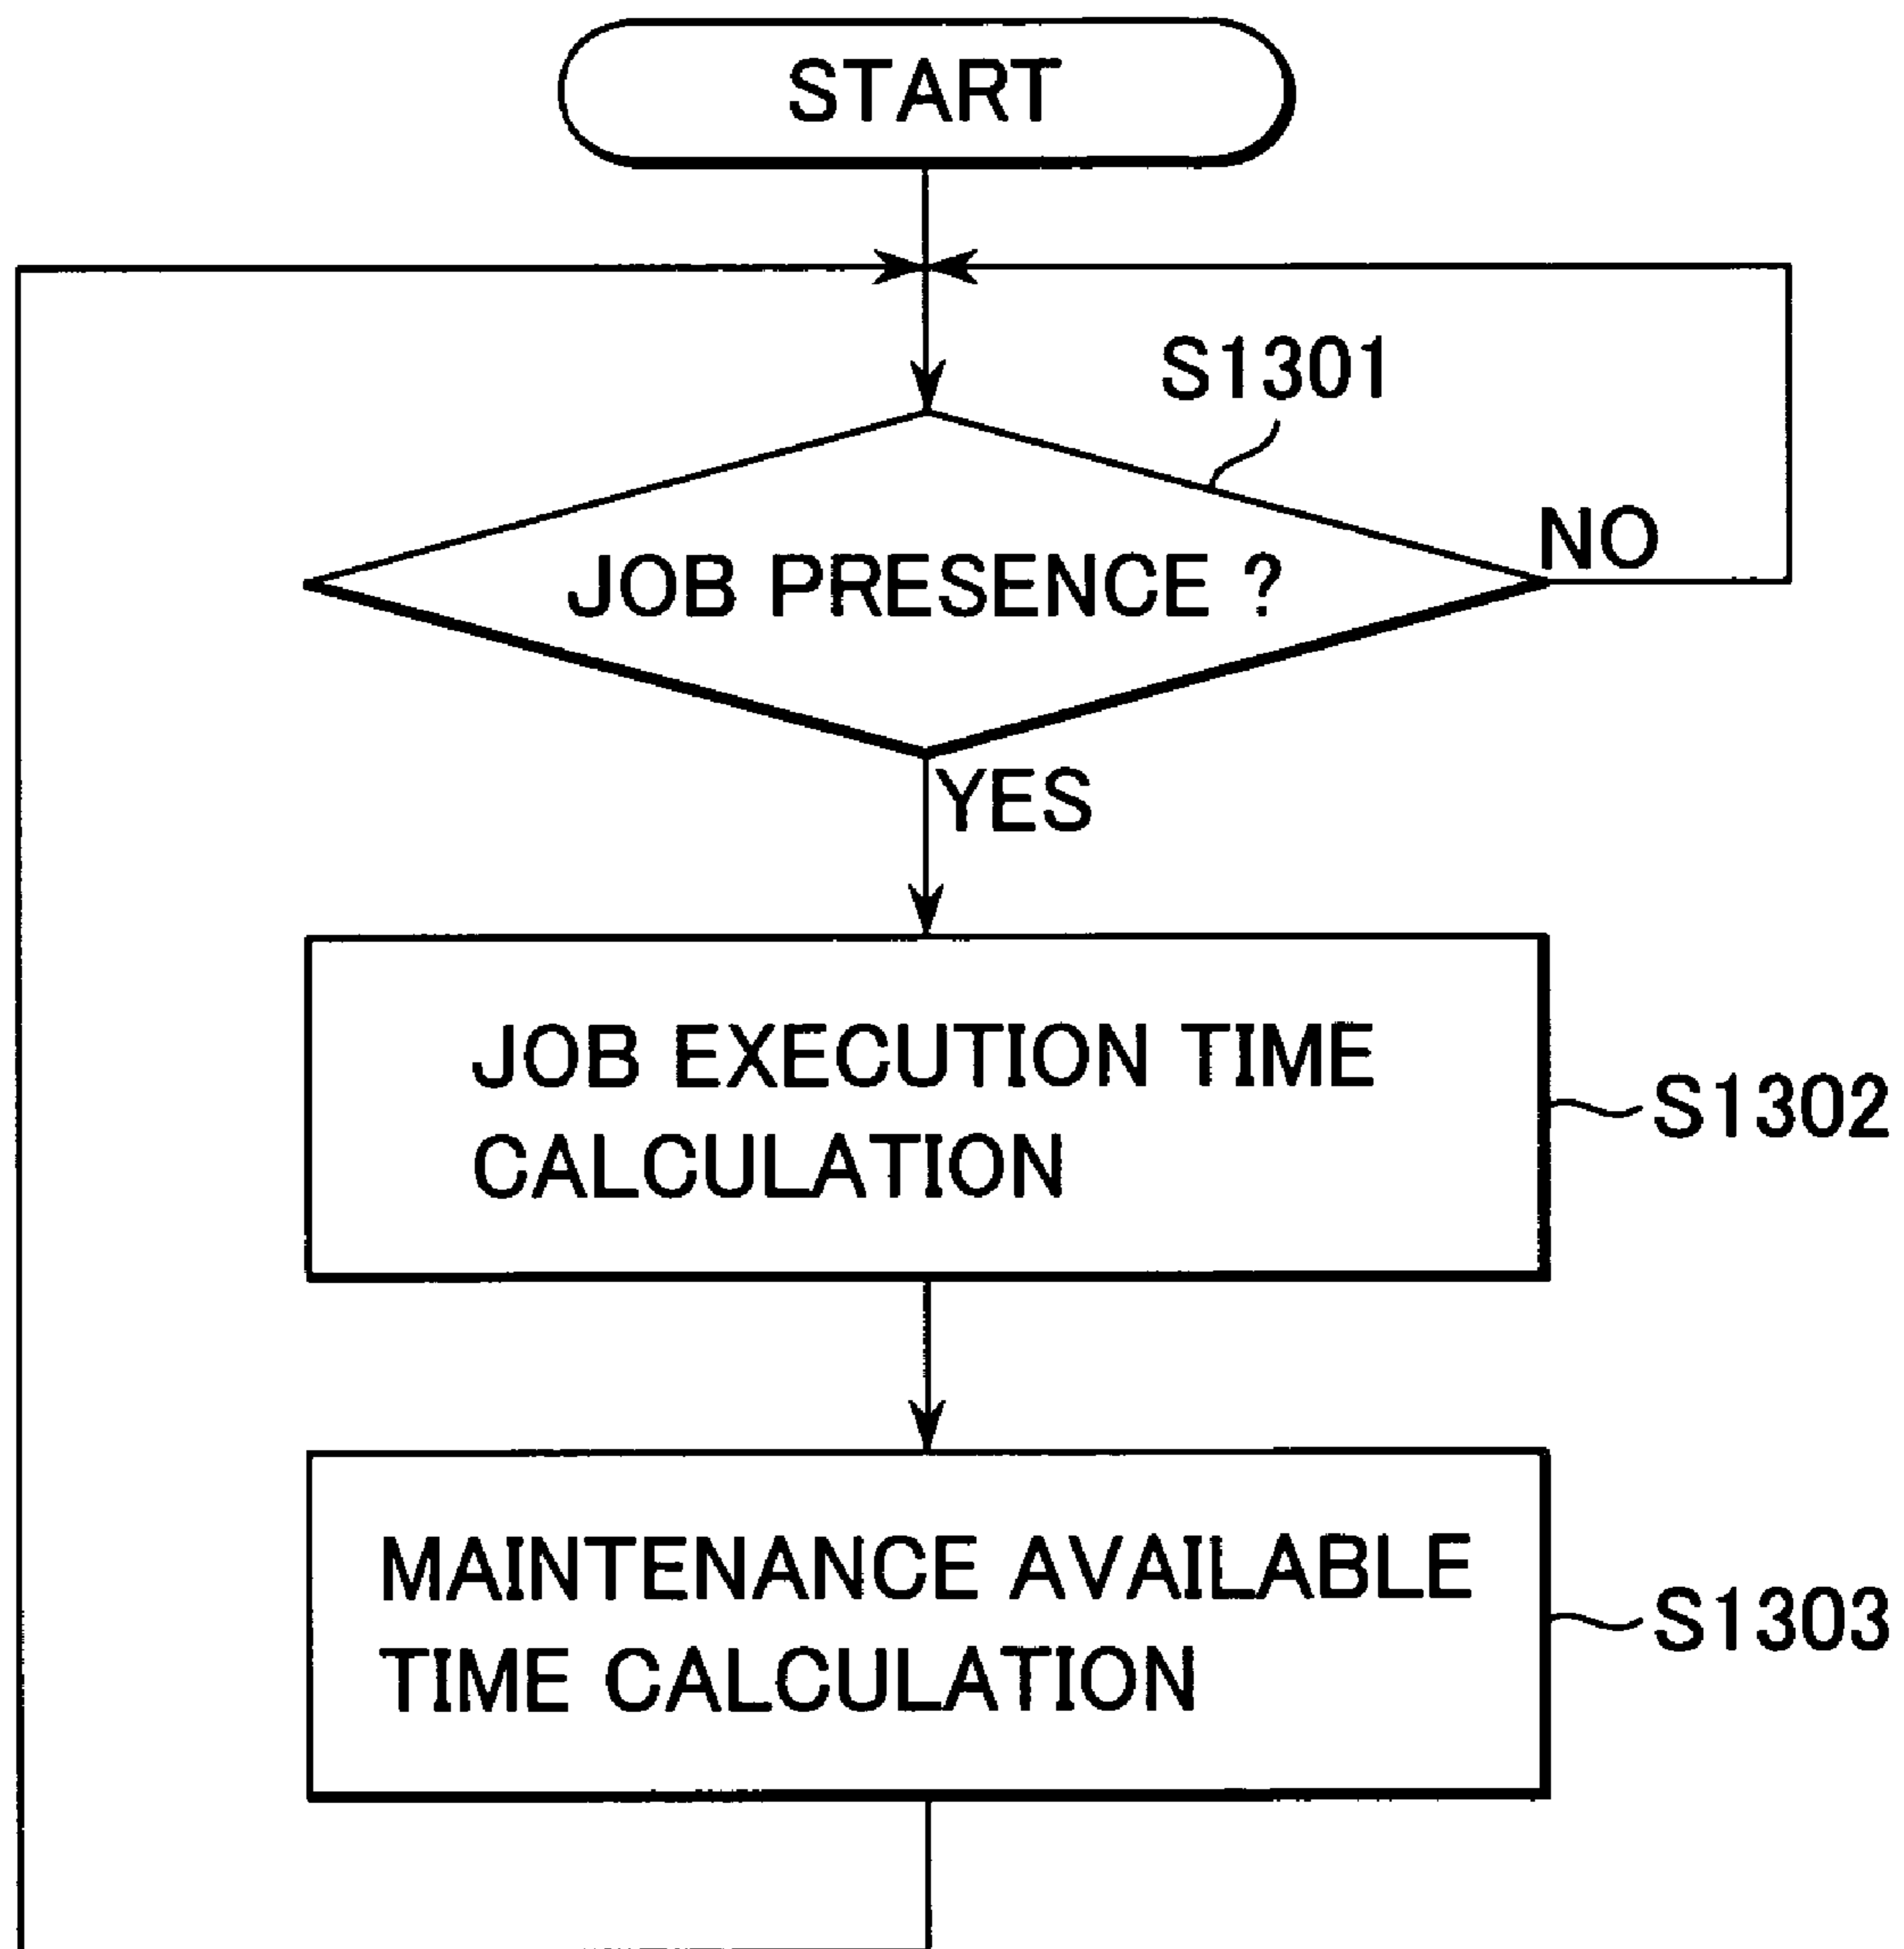 START
S1301
NO
JOB PRESENCE ?
YES
JOB EXECUTION TIME
CALCULATION
S1302
MAINTENANCE AVAILABLE
TIME CALCULATION
S1303